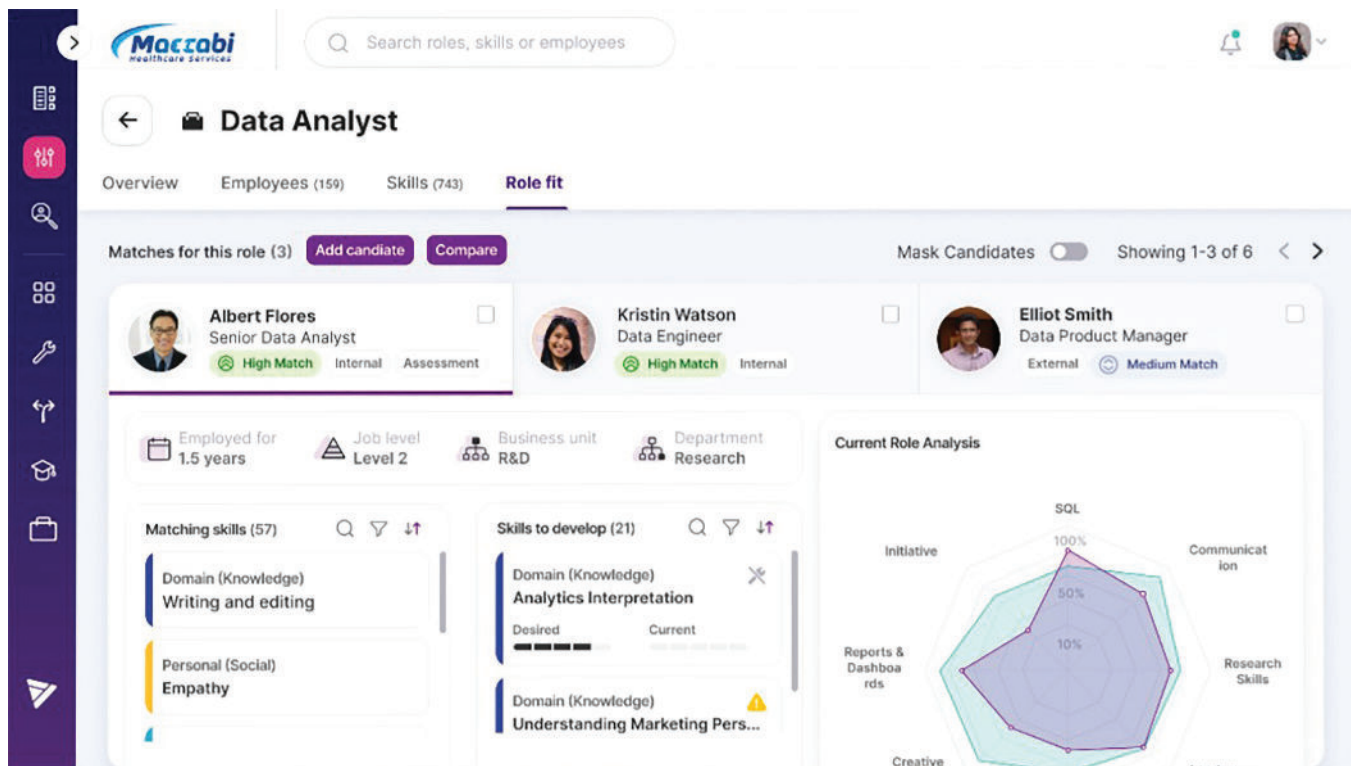 Maccabi
Healthcare Services
Search roles, skills or employees
Data Analyst
Overview
Employees (159)
Skills (743)
Role fit
Matches for this role (3)
Add candiate
Compare
Mask Candidates
Showing 1-3 of 6
Albert Flores
Senior Data Analyst
High Match
Internal
Assessment
Kristin Watson
Data Engineer
High Match
Internal
Elliot Smith
Data Product Manager
External
Medium Match
Employed for
1.5 years
Job level
Level 2
Business unit
R&D
Department
Research
Matching skills (57)
Domain (Knowledge)
Writing and editing
Personal (Social)
Empathy
Skills to develop (21)
Domain (Knowledge)
Analytics Interpretation
Desired
Current
Domain (Knowledge)
Understanding Marketing Pers...
Current Role Analysis
SQL
100%
50%
10%
Initiative
Communicat
ion
Reports &
Dashboa
rds
Research
Skills
Creative